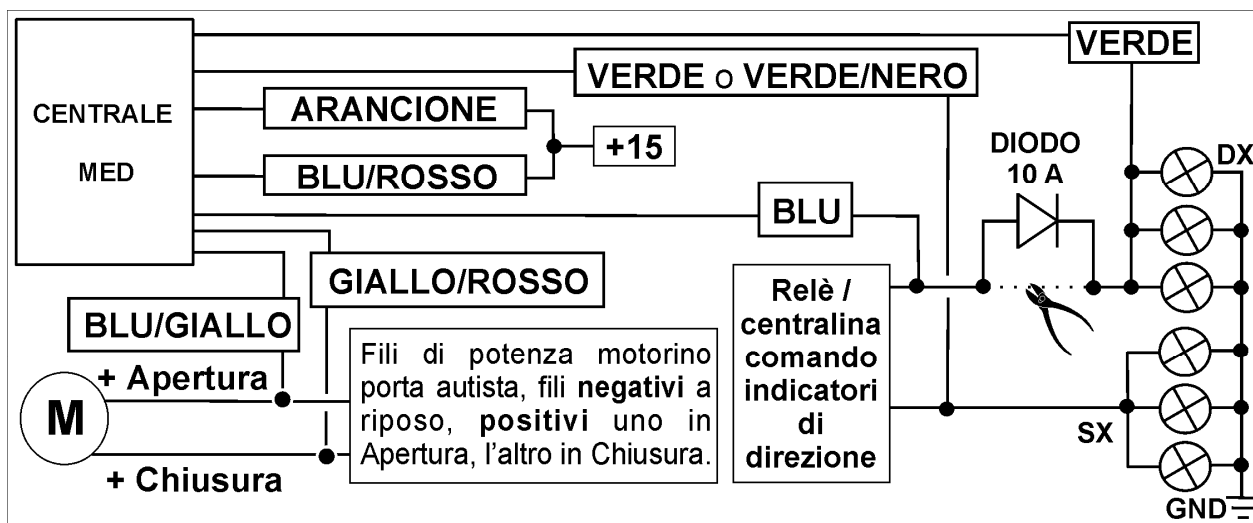 VERDE
CENTRALE
MED
VERDE o VERDE/NERO
ARANCIONE
+15
BLU/ROSSO
DIODO
10 A
DX
BLU
GIALLO/ROSSO
BLU/GIALLO
+ Apertura
M
+ Chiusura
Fili di potenza motorino
porta autista, fili negativi a
riposo, positivi uno in
Apertura, l'altro in Chiusura.
Relè /
centralina
comando
indicatori
di
direzione
SX
GND